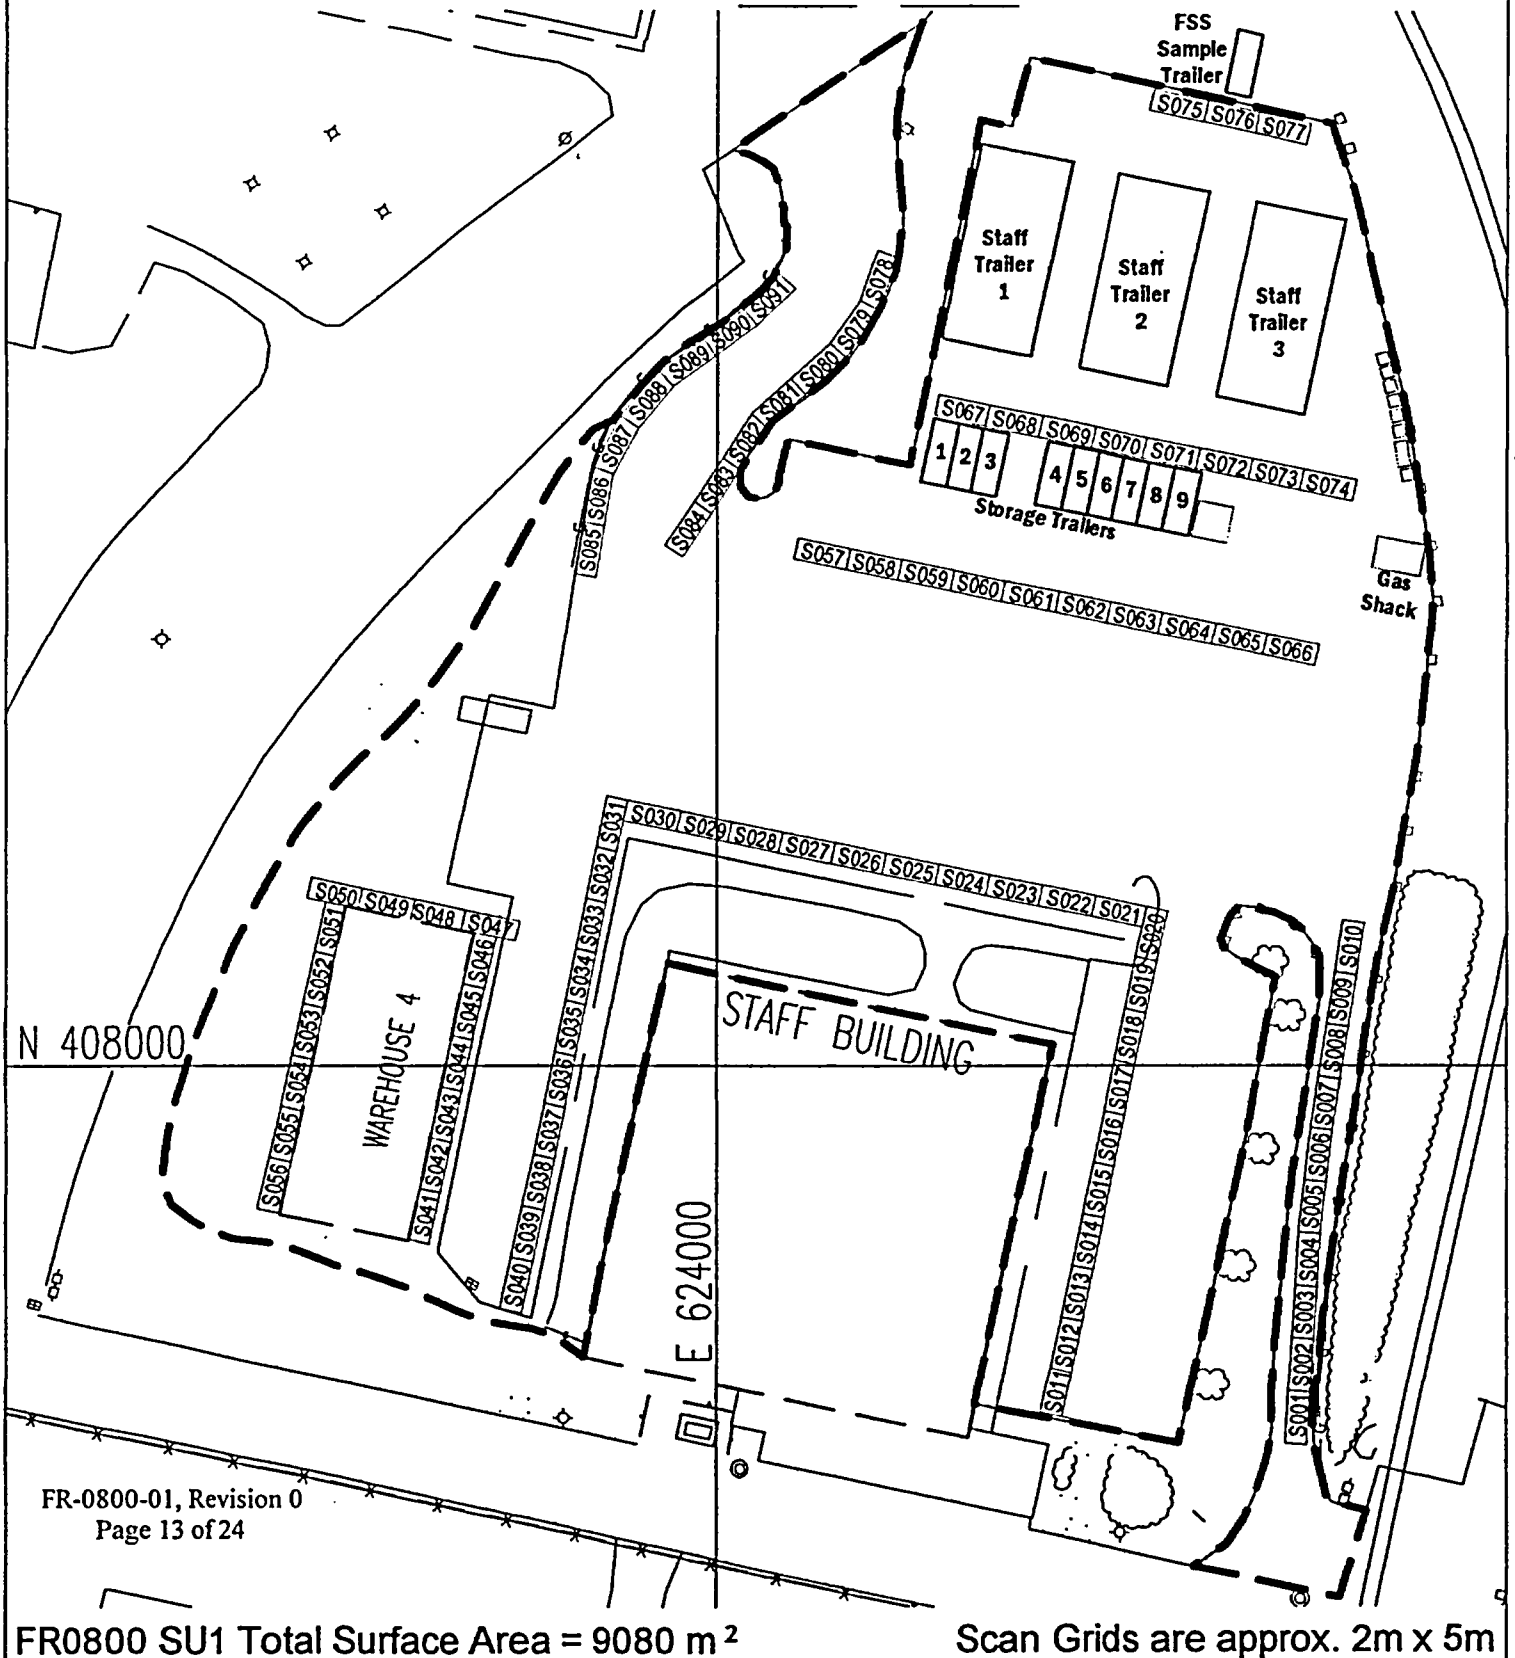 FSS
Sample
Trailer
S075 S076 S077
Staff
Trailer
1
Staff
Trailer
2
Staff
Trailer
3
S078
S079
S080
S081
S082
S083
S084
S091
S090
S089
S088
S087
S086
S085
S067 S068 S069 S070 S071 S072 S073 S074
1 2 3 4 5 6 7 8 9
Storage Trailers
Gas
Shack
S057 S058 S059 S060 S061 S062 S063 S064 S065 S066
S031 S030 S029 S028 S027 S026 S025 S024 S023 S022 S021
S040 S039 S038 S037 S036 S035 S034 S033 S032
S050 S049 S048 S047
S056 S055 S054 S053 S052 S051
S041 S042 S043 S044 S045 S046
WAREHOUSE 4
STAFF BUILDING
S011 S012 S013 S014 S015 S016 S017 S018 S019 S020
S001 S002 S003 S004 S005 S006 S007 S008 S009 S010
N 408000
E 624000
FR-0800-01, Revision 0
Page 13 of 24
FR0800 SU1 Total Surface Area = 9080 m²
Scan Grids are approx. 2m x 5m